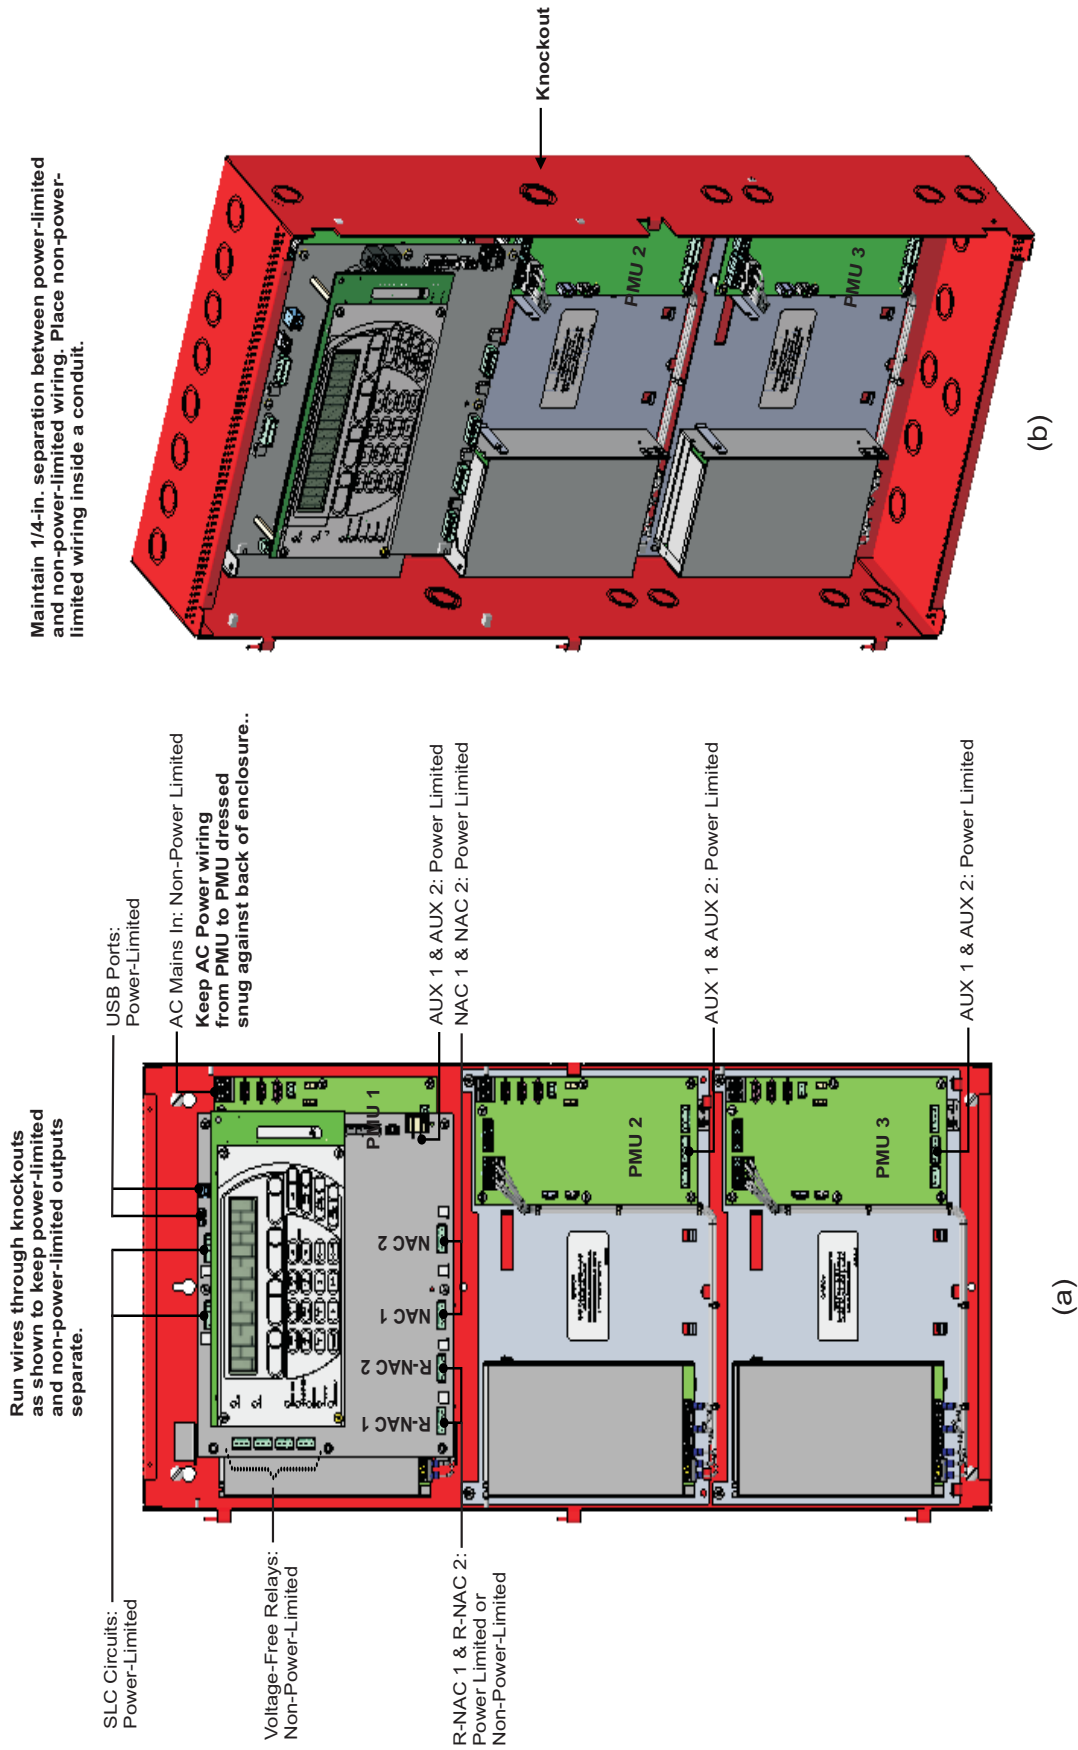 Run wires through knockouts
as shown to keep power-limited
and non-power-limited outputs
separate.
SLC Circuits:
Power-Limited
USB Ports:
Power-Limited
AC Mains In: Non-Power Limited
Keep AC Power wiring
from PMU to PMU dressed
snug against back of enclosure..
Voltage-Free Relays:
Non-Power-Limited
PMU 1
R-NAC 1
R-NAC 2
NAC 1
NAC 2
AUX 1 & AUX 2: Power Limited
NAC 1 & NAC 2: Power Limited
R-NAC 1 & R-NAC 2:
Power Limited or
Non-Power-Limited
PMU 2
AUX 1 & AUX 2: Power Limited
PMU 3
AUX 1 & AUX 2: Power Limited
(a)
Maintain 1/4-in. separation between power-limited
and non-power-limited wiring. Place non-power-
limited wiring inside a conduit.
Knockout
PMU 2
PMU 3
(b)